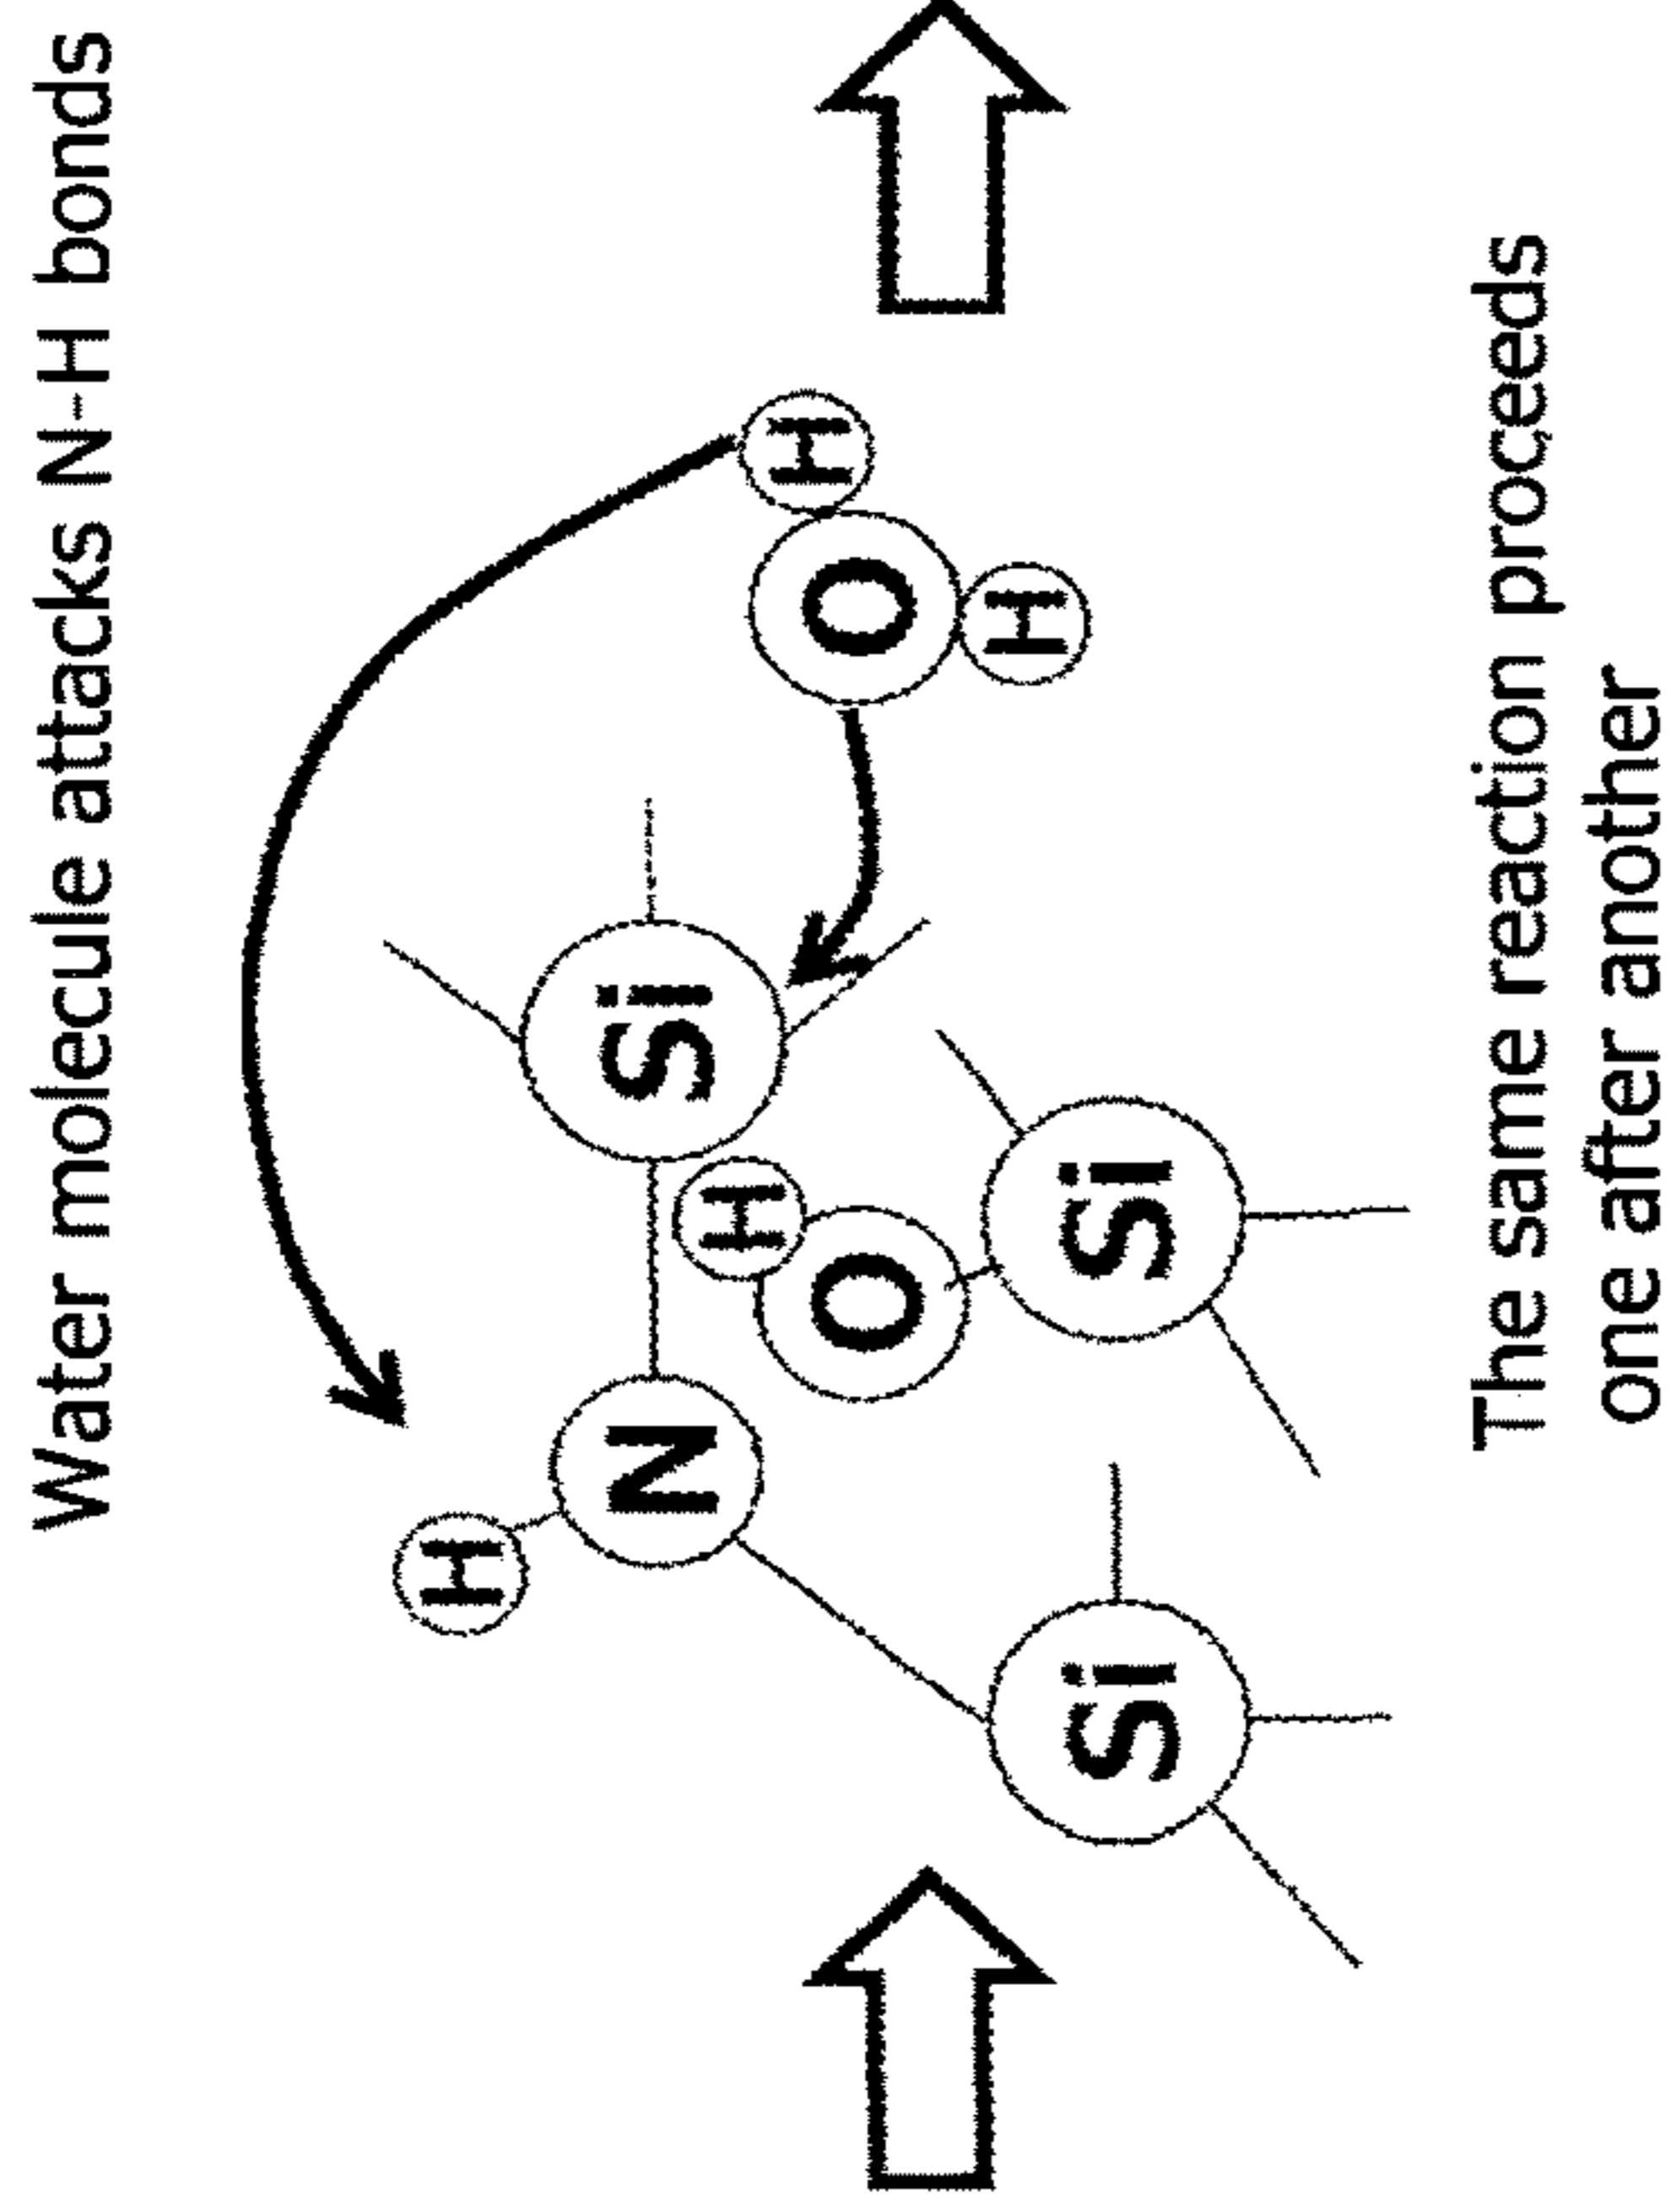 Water molecule attacks N-H bonds
H
N
Si
H
O
H
H
O
Si
Si
The same reaction proceeds
one after another